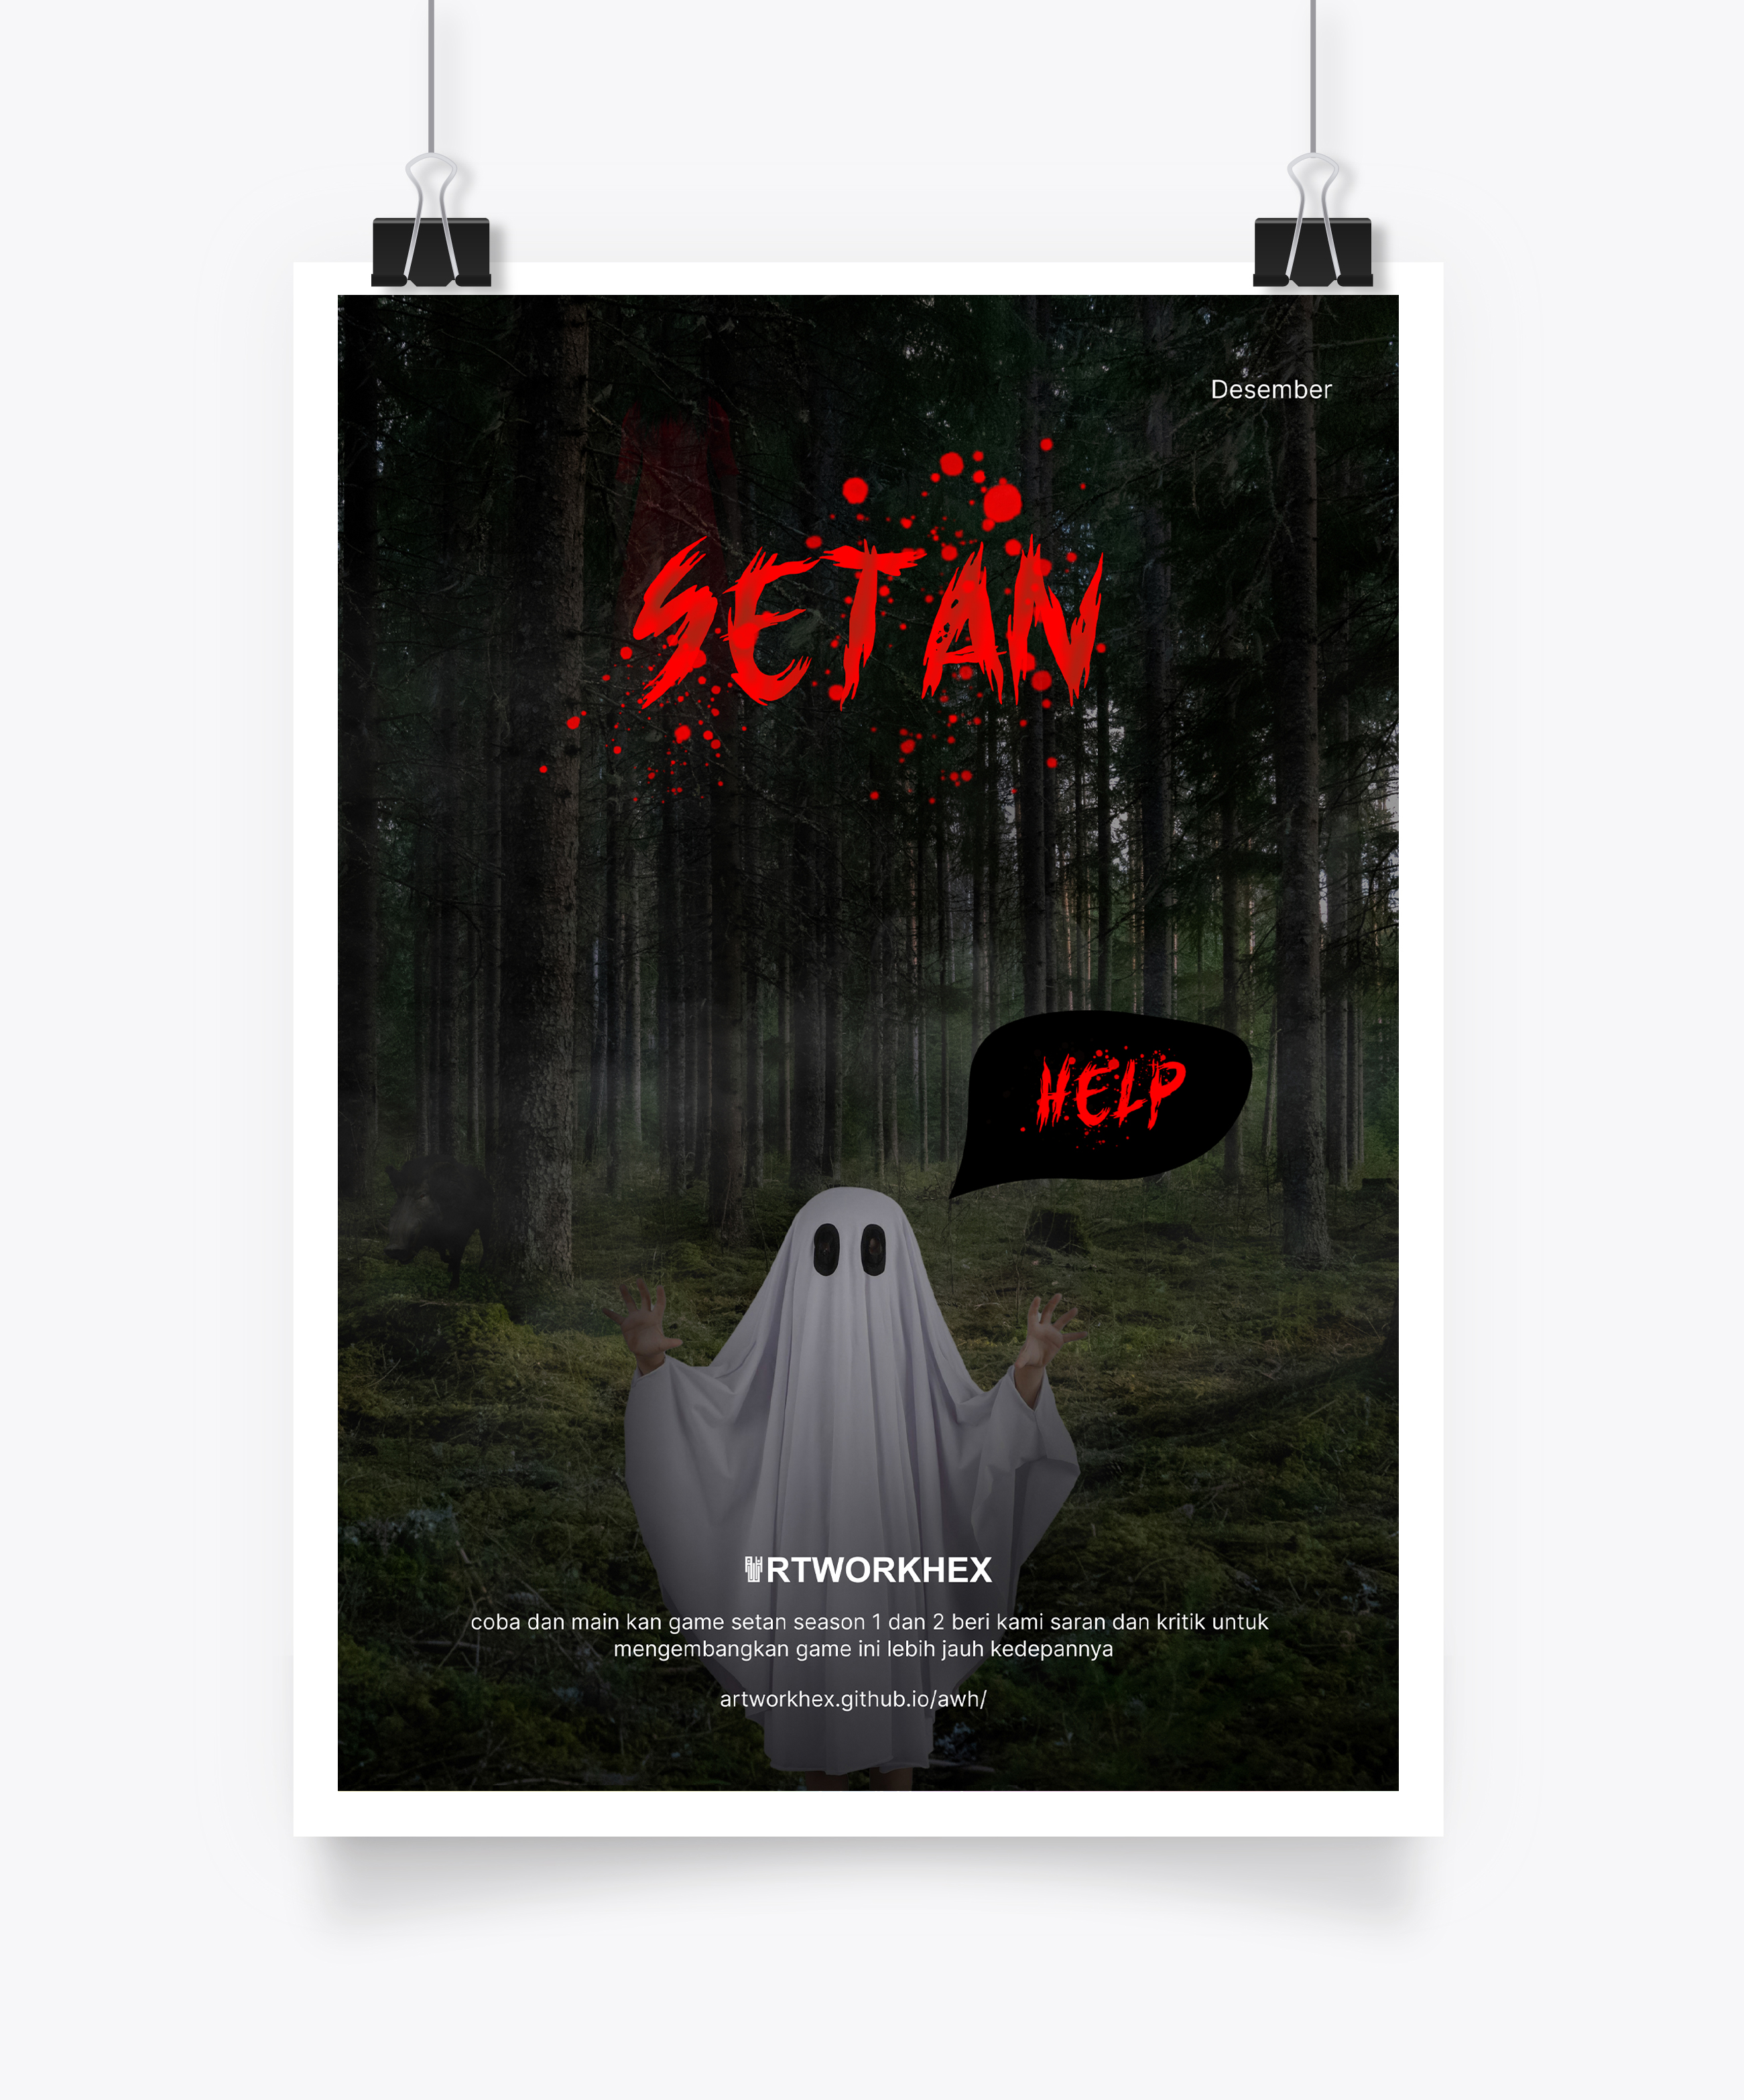 Desember
SETAN
HELP
ARTWORKHEX
coba dan main kan game setan season 1 dan 2 beri kami saran dan kritik untuk
mengembangkan game ini lebih jauh kedepannya
artworkhex.github.io/awh/